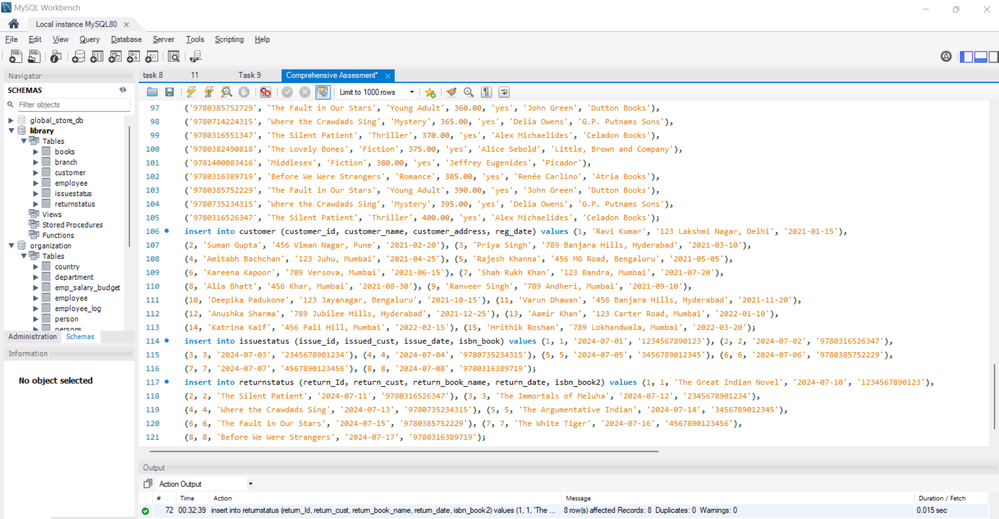 MySQL Workbench
Local instance MySQL80
File Edit View Query Database Server Tools Scripting Help
Navigator
SCHEMAS
Filter objects
global_store_db
library
Tables
books
branch
customer
employee
issuestatus
returnstatus
Views
Stored Procedures
Functions
organization
Tables
country
department
emp_salary_budget
employee
employee_log
person
persons
Administration Schemas
Information
No object selected
task 8 11 Task 9 Comprehensive Assesment*
Limit to 1000 rows
97 ('9780385752729', 'The Fault in Our Stars', 'Young Adult', 360.00, 'yes', 'John Green', 'Dutton Books'),
98 ('9780714224315', 'Where the Crawdads Sing', 'Mystery', 365.00, 'yes', 'Delia Owens', 'G.P. Putnams Sons'),
99 ('9780316551347', 'The Silent Patient', 'Thriller', 370.00, 'yes', 'Alex Michaelides', 'Celadon Books'),
100 ('9780382490818', 'The Lovely Bones', 'Fiction', 375.00, 'yes', 'Alice Sebold', 'Little, Brown and Company'),
101 ('9781400083416', 'Middlesex', 'Fiction', 380.00, 'yes', 'Jeffrey Eugenides', 'Picador'),
102 ('9780316389719', 'Before We Were Strangers', 'Romance', 385.00, 'yes', 'Renée Carlino', 'Atria Books'),
103 ('9780385752229', 'The Fault in Our Stars', 'Young Adult', 390.00, 'yes', 'John Green', 'Dutton Books'),
104 ('9780735234315', 'Where the Crawdads Sing', 'Mystery', 395.00, 'yes', 'Delia Owens', 'G.P. Putnams Sons'),
105 ('9780316526347', 'The Silent Patient', 'Thriller', 400.00, 'yes', 'Alex Michaelides', 'Celadon Books');
106 insert into customer (customer_id, customer_name, customer_address, reg_date) values (1, 'Ravi Kumar', '123 Lakshmi Nagar, Delhi', '2021-01-15'),
107 (2, 'Suman Gupta', '456 Viman Nagar, Pune', '2021-02-20'), (3, 'Priya Singh', '789 Banjara Hills, Hyderabad', '2021-03-10'),
108 (4, 'Amitabh Bachchan', '123 Juhu, Mumbai', '2021-04-25'), (5, 'Rajesh Khanna', '456 MG Road, Bengaluru', '2021-05-05'),
109 (6, 'Kareena Kapoor', '789 Versova, Mumbai', '2021-06-15'), (7, 'Shah Rukh Khan', '123 Bandra, Mumbai', '2021-07-20'),
110 (8, 'Alia Bhatt', '456 Khar, Mumbai', '2021-08-30'), (9, 'Ranveer Singh', '789 Andheri, Mumbai', '2021-09-10'),
111 (10, 'Deepika Padukone', '123 Jayanagar, Bengaluru', '2021-10-15'), (11, 'Varun Dhawan', '456 Banjara Hills, Hyderabad', '2021-11-20'),
112 (12, 'Anushka Sharma', '789 Jubilee Hills, Hyderabad', '2021-12-25'), (13, 'Aamir Khan', '123 Carter Road, Mumbai', '2022-01-10'),
113 (14, 'Katrina Kaif', '456 Pali Hill, Mumbai', '2022-02-15'), (15, 'Hrithik Roshan', '789 Lokhandwala, Mumbai', '2022-03-20');
114 insert into issuestatus (issue_id, issued_cust, issue_date, isbn_book) values (1, 1, '2024-07-01', '1234567890123'), (2, 2, '2024-07-02', '9780316526347'),
115 (3, 3, '2024-07-03', '2345678901234'), (4, 4, '2024-07-04', '9780735234315'), (5, 5, '2024-07-05', '3456789012345'), (6, 6, '2024-07-06', '9780385752229'),
116 (7, 7, '2024-07-07', '4567890123456'), (8, 8, '2024-07-08', '9780316389719');
117 insert into returnstatus (return_Id, return_cust, return_book_name, return_date, isbn_book2) values (1, 1, 'The Great Indian Novel', '2024-07-10', '1234567890123'),
118 (2, 2, 'The Silent Patient', '2024-07-11', '9780316526347'), (3, 3, 'The Immortals of Meluha', '2024-07-12', '2345678901234'),
119 (4, 4, 'Where the Crawdads Sing', '2024-07-13', '9780735234315'), (5, 5, 'The Argumentative Indian', '2024-07-14', '3456789012345'),
120 (6, 6, 'The Fault in Our Stars', '2024-07-15', '9780385752229'), (7, 7, 'The White Tiger', '2024-07-16', '4567890123456'),
121 (8, 8, 'Before We Were Strangers', '2024-07-17', '9780316389719');
Output
Action Output
# Time Action Message Duration / Fetch
72 00:32:39 insert into returnstatus (return_Id, return_cust, return_book_name, return_date, isbn_book2) values (1, 1, 'The ... 8 row(s) affected Records: 8 Duplicates: 0 Warnings: 0 0.015 sec